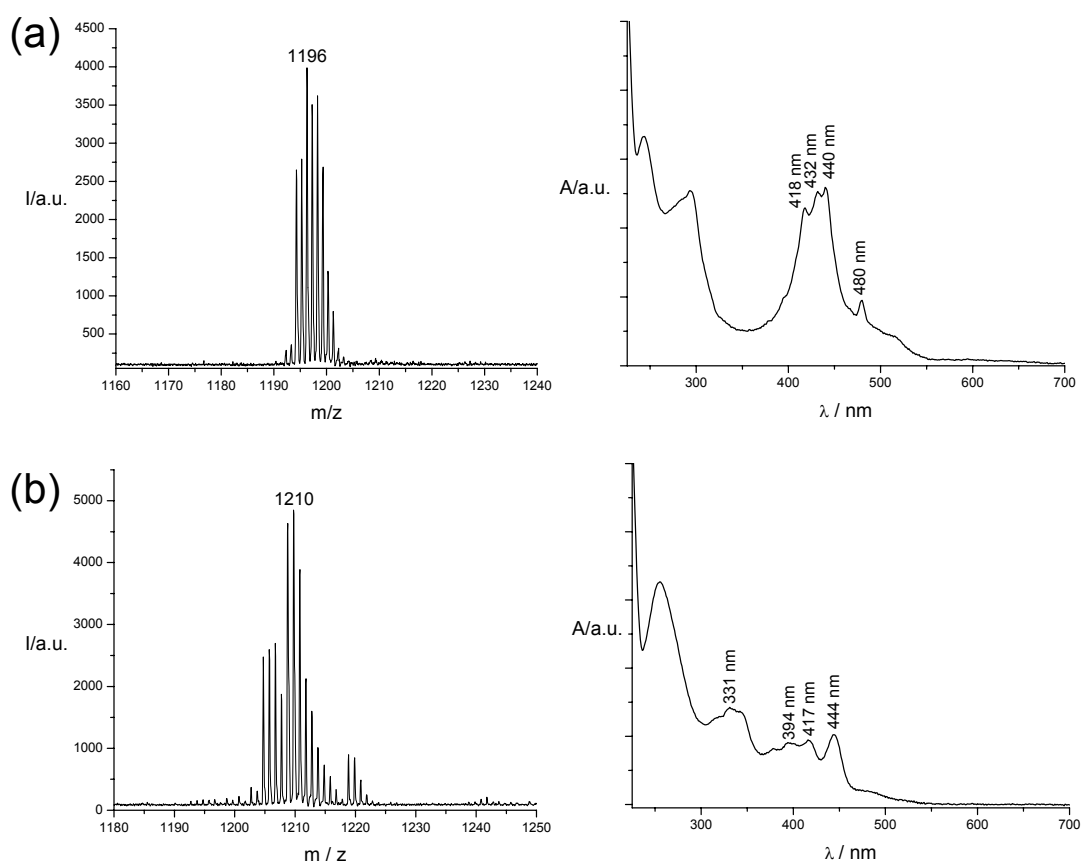 (a)
4500
4000
3500
3000
2500
2000
1500
1000
500
I/a.u.
1196
1160 1170 1180 1190 1200 1210 1220 1230 1240
m/z
A/a.u.
418 nm
432 nm
440 nm
480 nm
300 400 500 600 700
λ / nm
(b)
5000
4000
3000
2000
1000
0
I/a.u.
1210
1180 1190 1200 1210 1220 1230 1240 1250
m / z
A/a.u.
331 nm
394 nm
417 nm
444 nm
300 400 500 600 700
λ / nm